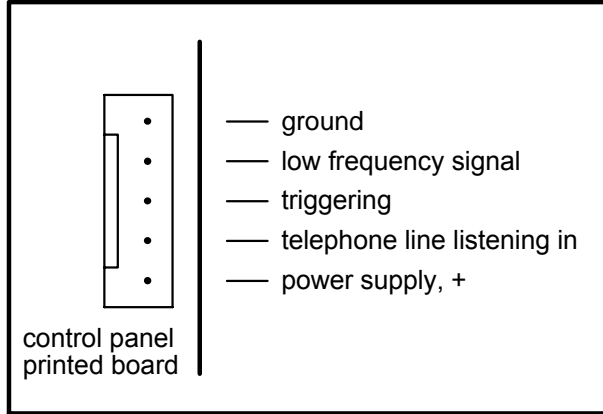 ground
low frequency signal
triggering
telephone line listening in
power supply, +
control panel
printed board